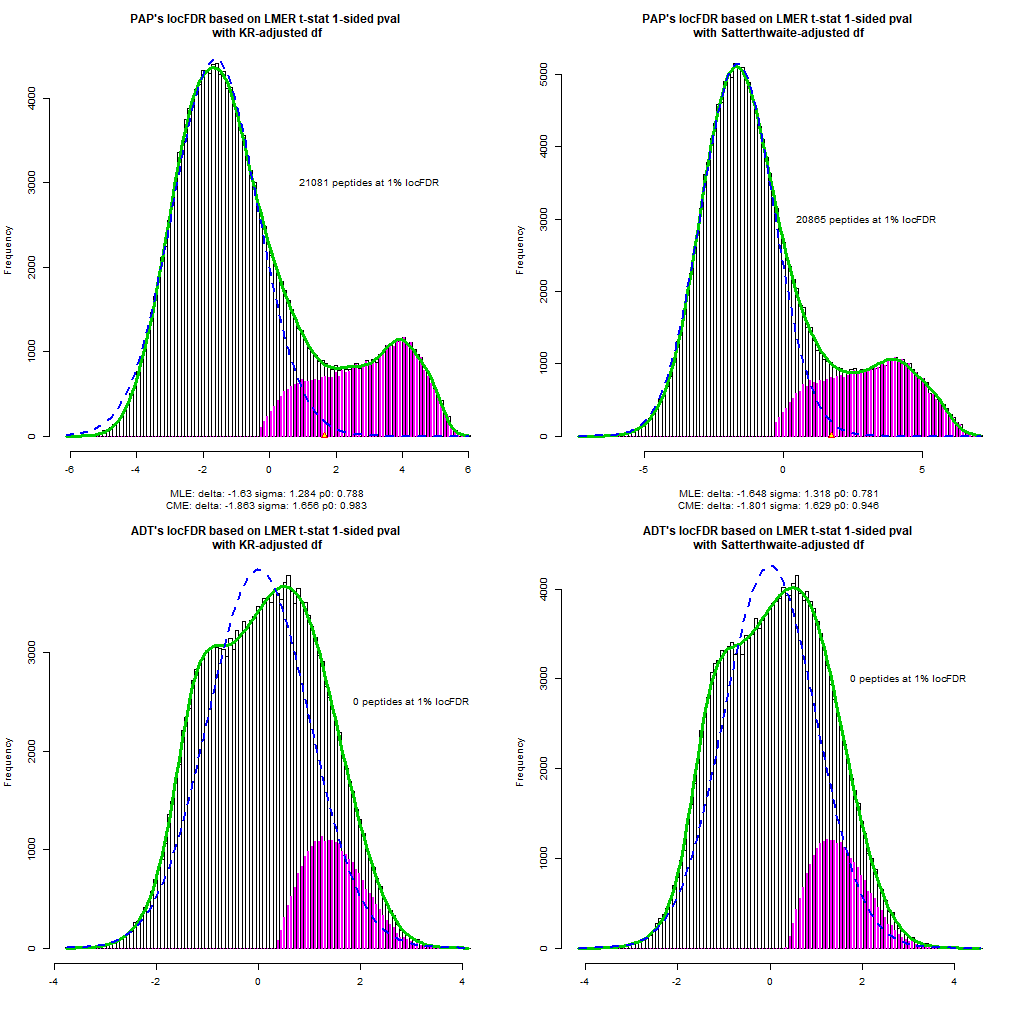 PAP's locFDR based on LMER t-stat 1-sided pval
with KR-adjusted df
Frequency
0
1000
2000
3000
4000
21081 peptides at 1% locFDR
-6
-4
-2
0
2
4
6
MLE: delta: -1.63 sigma: 1.284 p0: 0.788
CME: delta: -1.863 sigma: 1.656 p0: 0.983
PAP's locFDR based on LMER t-stat 1-sided pval
with Satterthwaite-adjusted df
Frequency
0
1000
2000
3000
4000
5000
20865 peptides at 1% locFDR
-5
0
5
MLE: delta: -1.648 sigma: 1.318 p0: 0.781
CME: delta: -1.801 sigma: 1.629 p0: 0.946
ADT's locFDR based on LMER t-stat 1-sided pval
with KR-adjusted df
Frequency
0
1000
2000
3000
0 peptides at 1% locFDR
-4
-2
0
2
4
ADT's locFDR based on LMER t-stat 1-sided pval
with Satterthwaite-adjusted df
Frequency
0
1000
2000
3000
4000
0 peptides at 1% locFDR
-4
-2
0
2
4